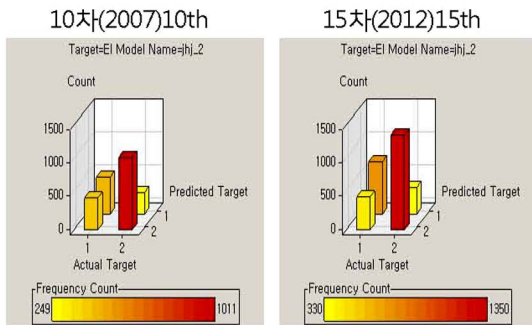 10차(2007)10th
Target=EI Model Name=jhj_2
Count
1500
1000
500
0
Predicted Target
1
2
1
2
Actual Target
Frequency Count
249
1011
15차(2012)15th
Target=EI Model Name=jhj_2
Count
1500
1000
500
0
Predicted Target
1
2
1
2
Actual Target
Frequency Count
330
1350